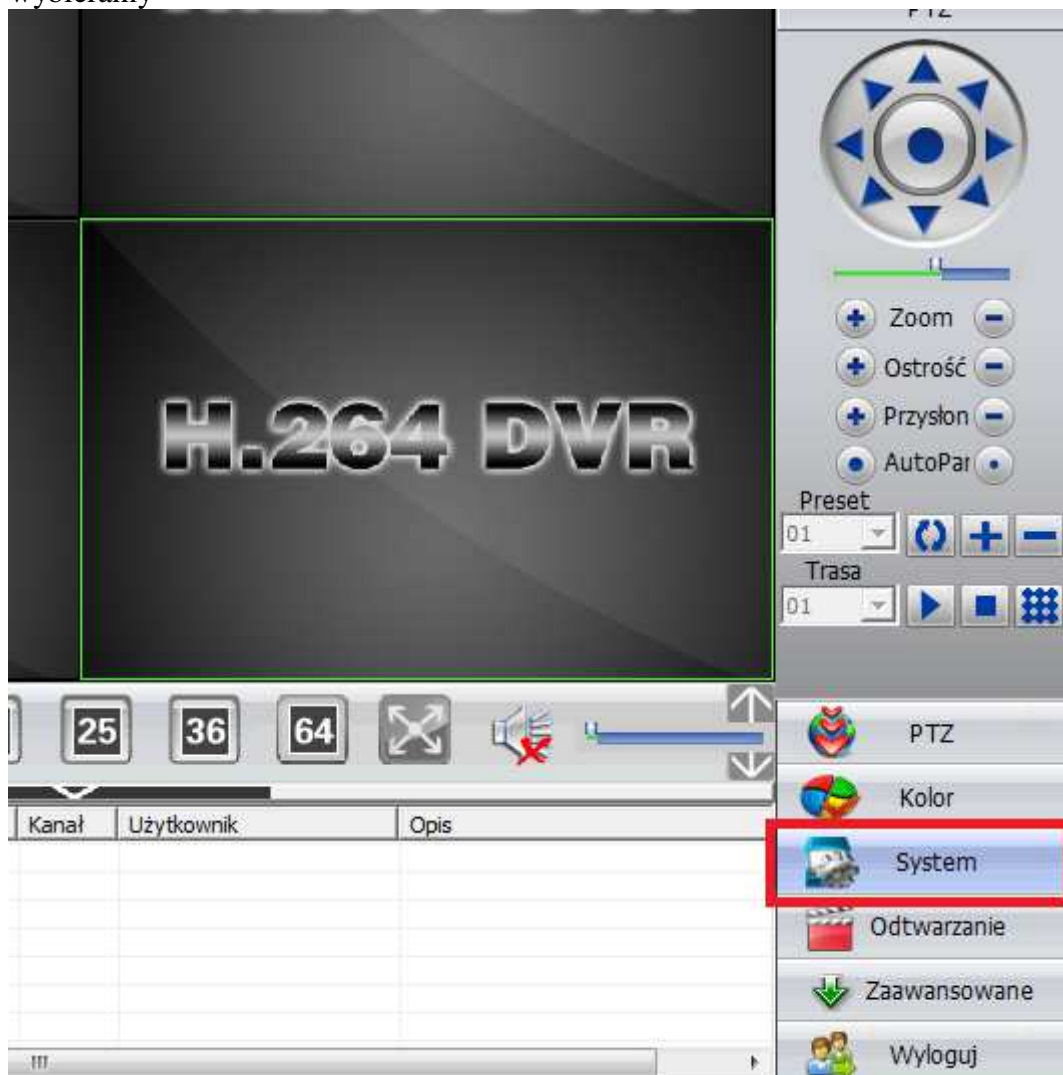 wybieramy
PTZ
H.264 DVR
Zoom
Ostrość
Przysłon
AutoPar
Preset
01
Trasa
01
25 36 64
PTZ
Kolor
Kanał Użytkownik Opis
System
Odtwarzanie
Zaawansowane
Wyloguj